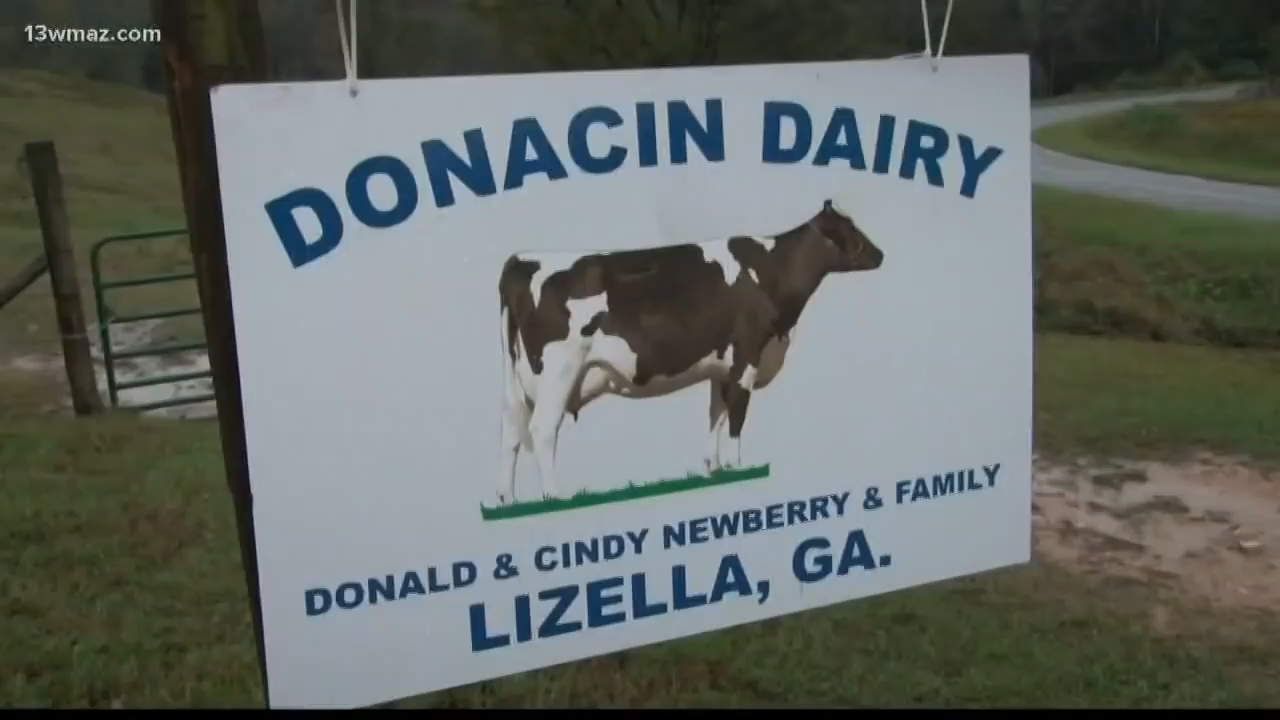 13wmaz.com
DONACIN DAIRY
DONALD & CINDY NEWBERRY & FAMILY
LIZELLA, GA.